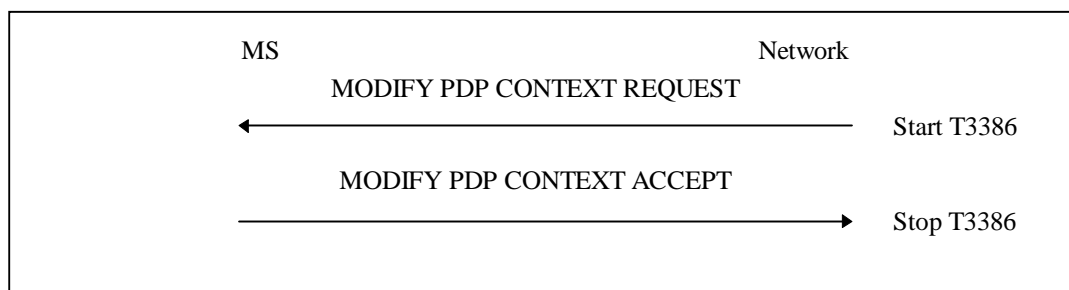 MS Network
MODIFY PDP CONTEXT REQUEST
Start T3386
MODIFY PDP CONTEXT ACCEPT
Stop T3386